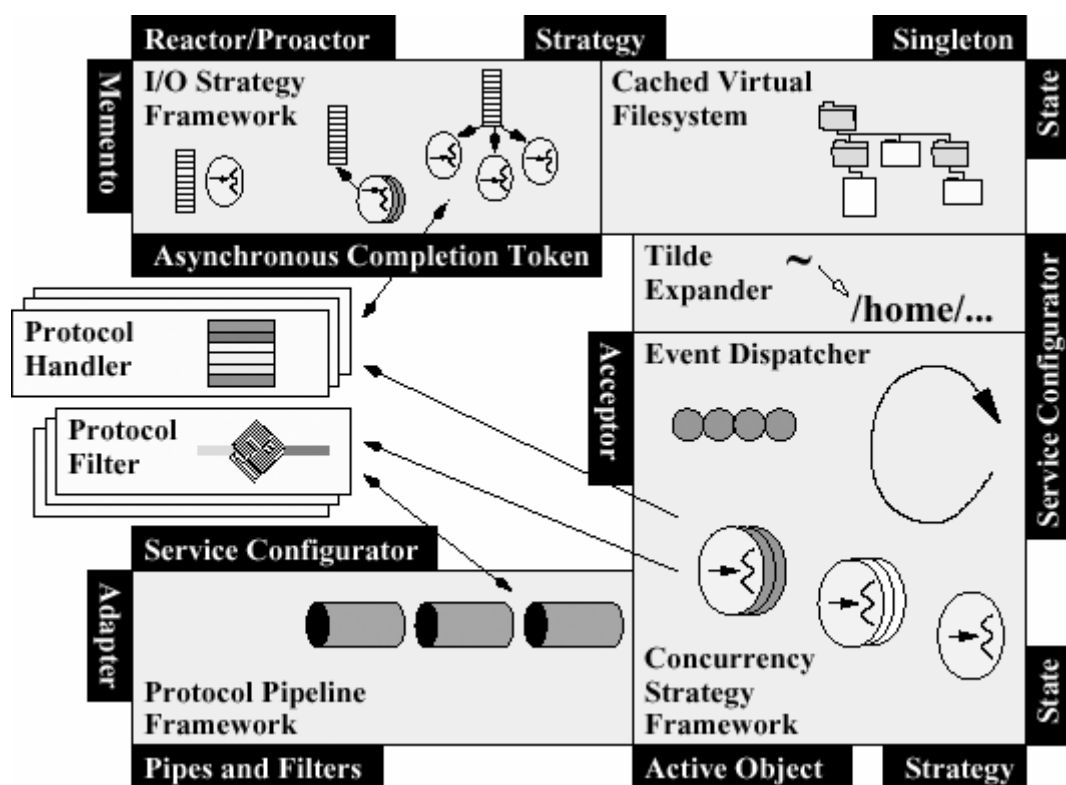 Reactor/Proactor
Strategy
Singleton
Memento
I/O Strategy
Framework
Cached Virtual
Filesystem
State
Asynchronous Completion Token
Tilde
Expander
~
/home/...
Service Configurator
Protocol
Handler
Acceptor
Event Dispatcher
Protocol
Filter
Service Configurator
Adapter
Protocol Pipeline
Framework
Concurrency
Strategy
Framework
State
Pipes and Filters
Active Object
Strategy